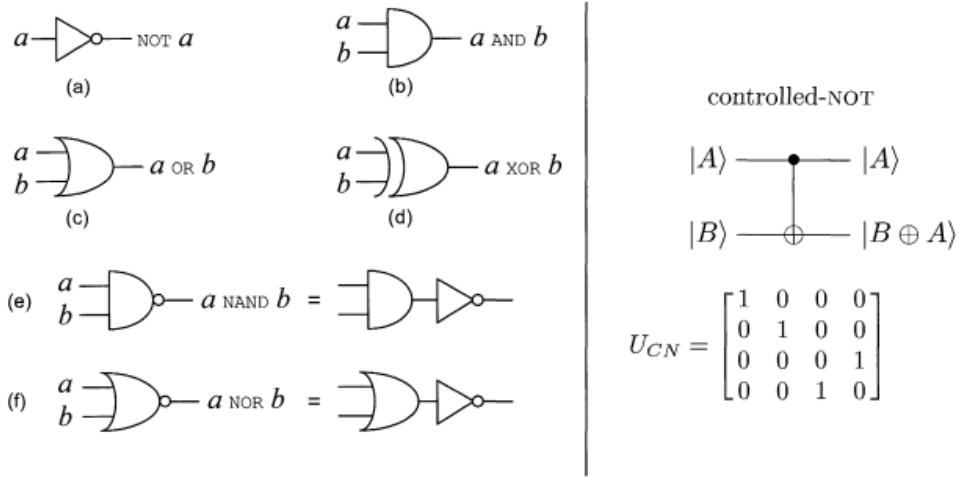 a NOT a
(a)
a
b
a AND b
(b)
a
b
a OR b
(c)
a
b
a XOR b
(d)
(e) a
b
a NAND b =
(f) a
b
a NOR b =
controlled-NOT
|A⟩ |A⟩
|B⟩ |B ⊕ A⟩
U_CN = [1 0 0 0
0 1 0 0
0 0 0 1
0 0 1 0]